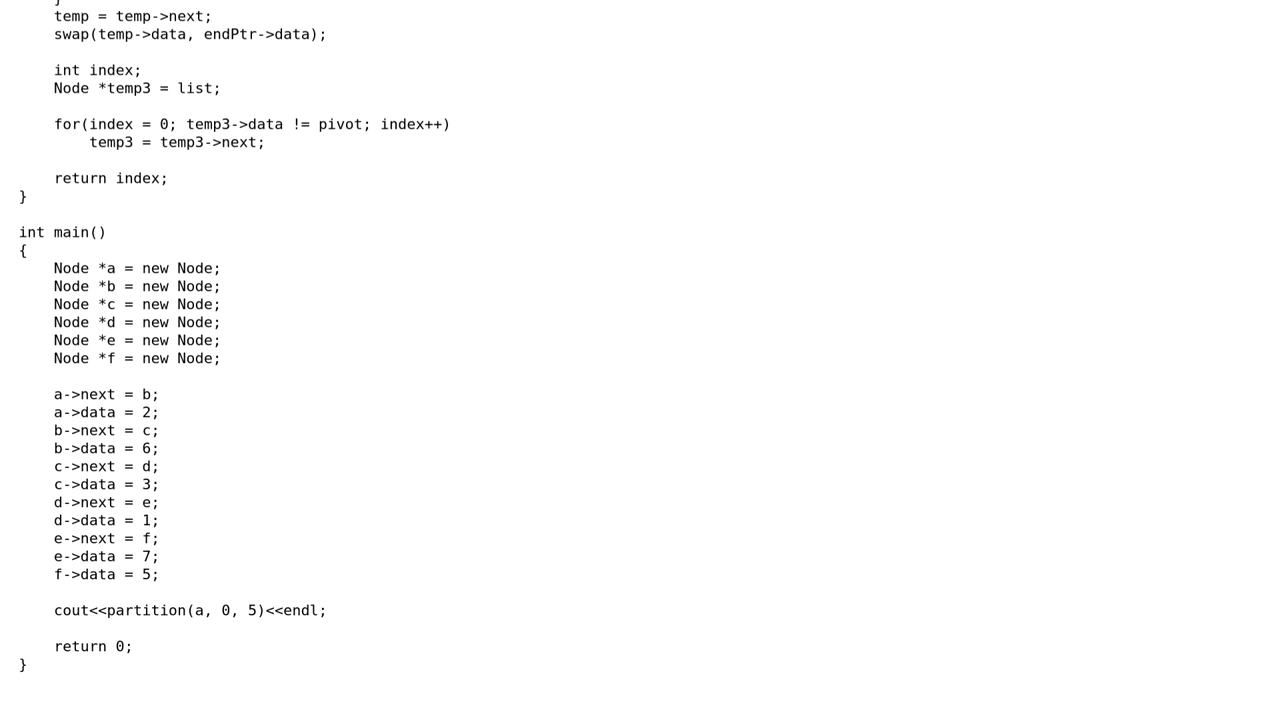 }
temp = temp->next;
swap(temp->data, endPtr->data);
int index;
Node *temp3 = list;
for(index = 0; temp3->data != pivot; index++)
temp3 = temp3->next;
return index;
}
int main()
{
Node *a = new Node;
Node *b = new Node;
Node *c = new Node;
Node *d = new Node;
Node *e = new Node;
Node *f = new Node;
a->next = b;
a->data = 2;
b->next = c;
b->data = 6;
c->next = d;
c->data = 3;
d->next = e;
d->data = 1;
e->next = f;
e->data = 7;
f->data = 5;
cout<<partition(a, 0, 5)<<endl;
return 0;
}